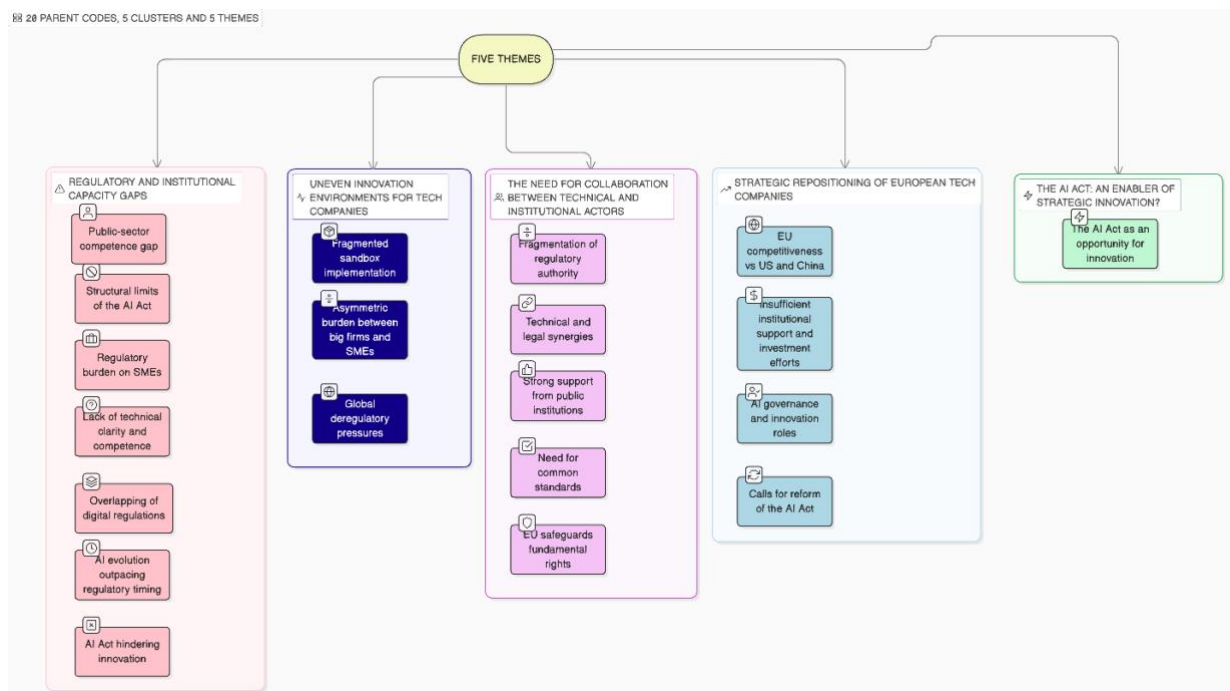 20 PARENT CODES, 5 CLUSTERS AND 5 THEMES
FIVE THEMES
REGULATORY AND INSTITUTIONAL
CAPACITY GAPS
Public-sector
competence gap
Structural limits
of the AI Act
Regulatory
burden on SMEs
Lack of technical
clarity and
competence
Overlapping of
digital regulations
AI evolution
outpacing
regulatory timing
AI Act hindering
innovation
UNEVEN INNOVATION
ENVIRONMENTS FOR TECH
COMPANIES
Fragmented
sandbox
implementation
Asymmetric
burden between
big firms and
SMEs
Global
deregulatory
pressures
THE NEED FOR COLLABORATION
BETWEEN TECHNICAL AND
INSTITUTIONAL ACTORS
Fragmentation of
regulatory
authority
Technical and
legal synergies
Strong support
from public
institutions
Need for
common
standards
EU safeguards
fundamental
rights
STRATEGIC REPOSITIONING OF EUROPEAN TECH
COMPANIES
EU
competitiveness
vs US and China
Insufficient
institutional
support and
investment
efforts
AI governance
and innovation
roles
Calls for reform
of the AI Act
THE AI ACT: AN ENABLER OF
STRATEGIC INNOVATION?
The AI Act as an
opportunity for
innovation